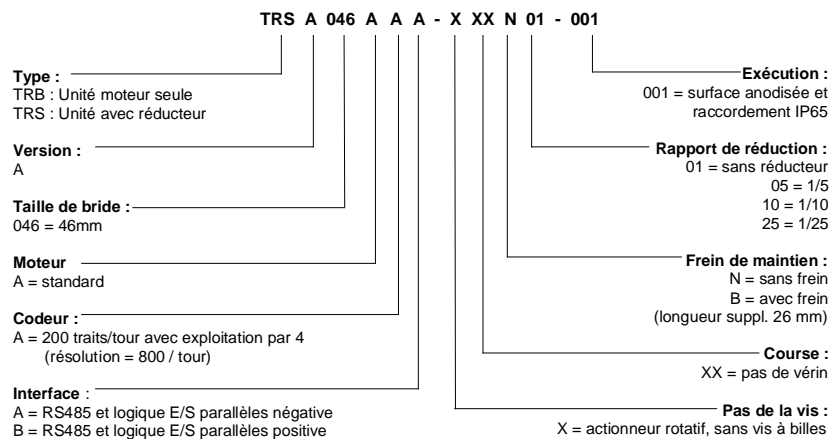 TRS A 046 A A A - X XX N 01 - 001
Type :
TRB : Unité moteur seule
TRS : Unité avec réducteur
Version :
A
Taille de bride :
046 = 46mm
Moteur
A = standard
Codeur :
A = 200 traits/tour avec exploitation par 4
(résolution = 800 / tour)
Interface :
A = RS485 et logique E/S parallèles négative
B = RS485 et logique E/S parallèles positive
Exécution :
001 = surface anodisée et
raccordement IP65
Rapport de réduction :
01 = sans réducteur
05 = 1/5
10 = 1/10
25 = 1/25
Frein de maintien :
N = sans frein
B = avec frein
(longueur suppl. 26 mm)
Course :
XX = pas de vérin
Pas de la vis :
X = actionneur rotatif, sans vis à billes